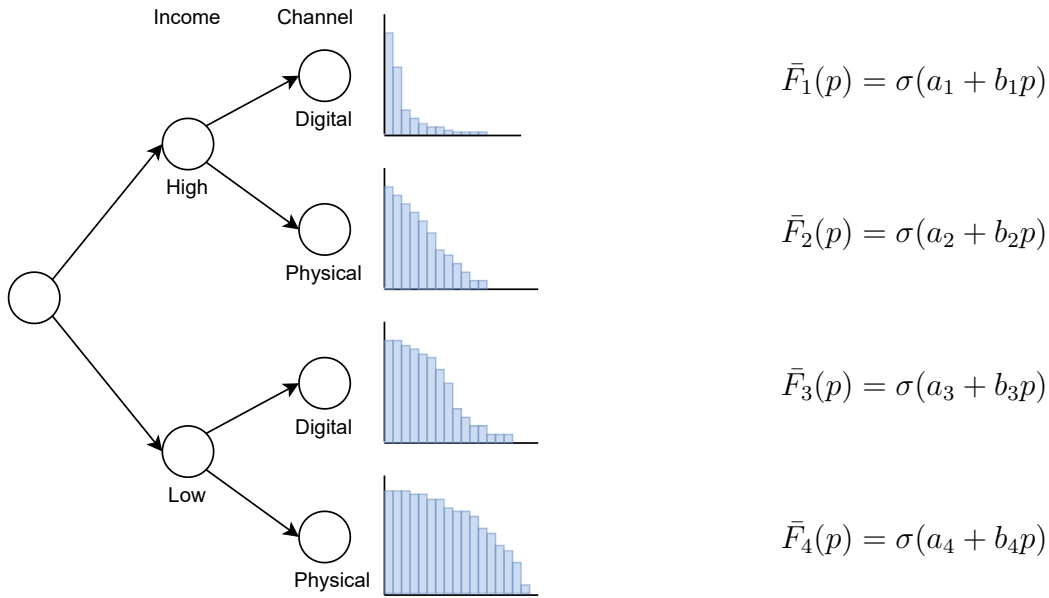 Income Channel
Digital
F̄₁(p) = σ(a₁ + b₁p)
High
Physical
F̄₂(p) = σ(a₂ + b₂p)
Digital
F̄₃(p) = σ(a₃ + b₃p)
Low
Physical
F̄₄(p) = σ(a₄ + b₄p)